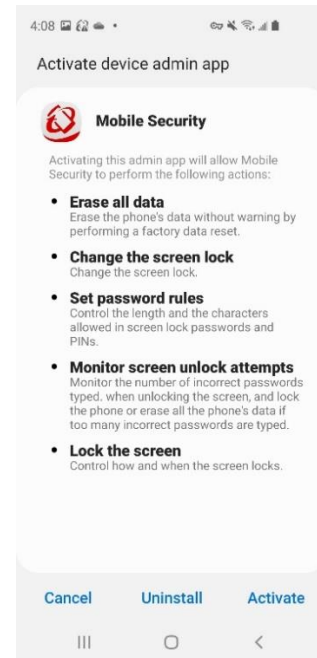 4:08
Activate device admin app
Mobile Security
Activating this admin app will allow Mobile
Security to perform the following actions:
• Erase all data
Erase the phone's data without warning by
performing a factory data reset.
• Change the screen lock
Change the screen lock.
• Set password rules
Control the length and the characters
allowed in screen lock passwords and
PINs.
• Monitor screen unlock attempts
Monitor the number of incorrect passwords
typed. when unlocking the screen, and lock
the phone or erase all the phone's data if
too many incorrect passwords are typed.
• Lock the screen
Control how and when the screen locks.
Cancel Uninstall Activate